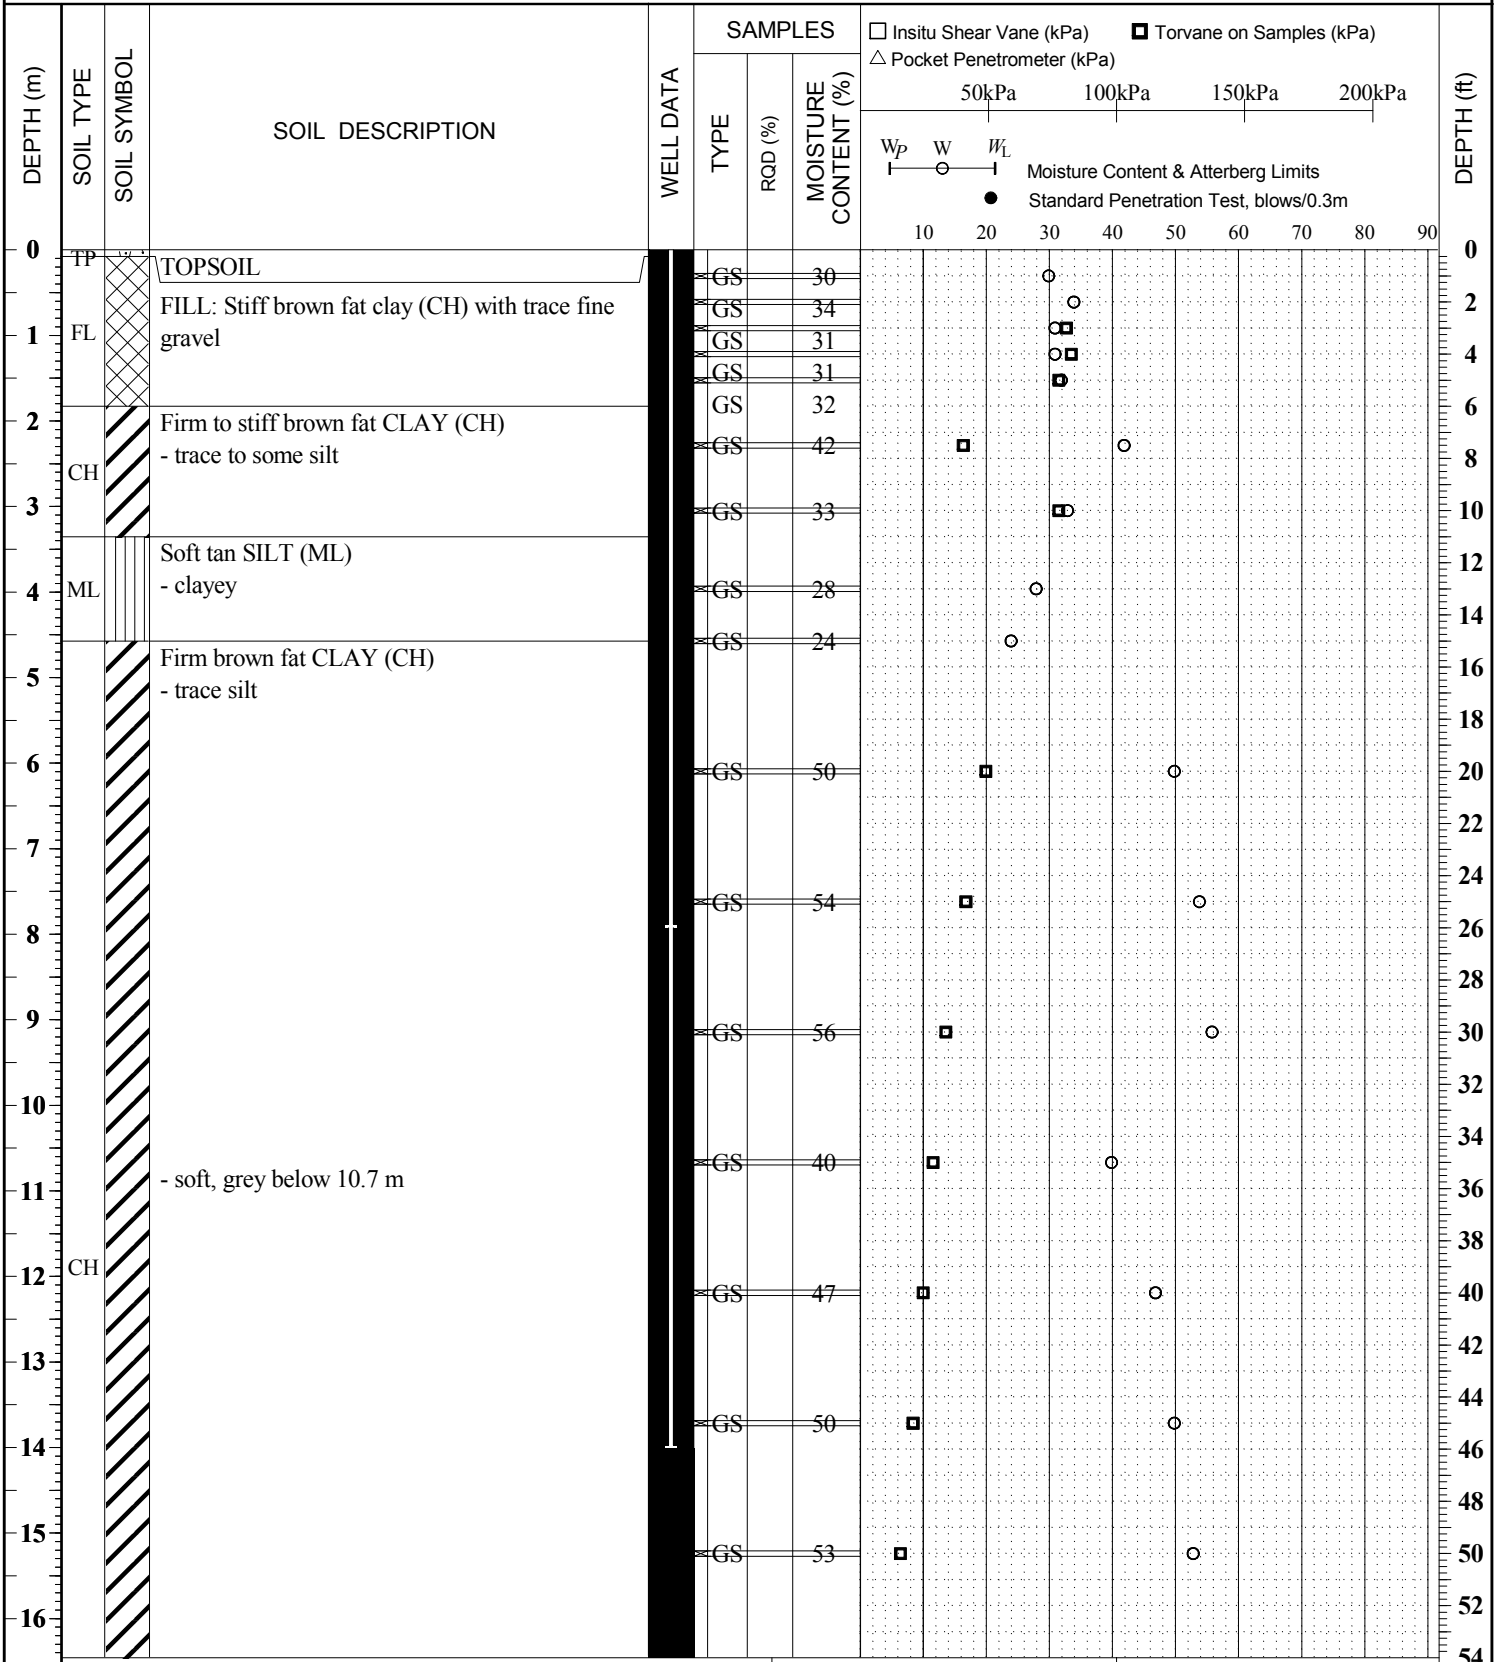 SAMPLES
□ Insitu Shear Vane (kPa) □ Torvane on Samples (kPa)
△ Pocket Penetrometer (kPa)
50kPa 100kPa 150kPa 200kPa
DEPTH (m)
SOIL TYPE
SOIL SYMBOL
SOIL DESCRIPTION
WELL DATA
TYPE
RQD (%)
MOISTURE CONTENT (%)
DEPTH (ft)
WP W WL
Moisture Content & Atterberg Limits
● Standard Penetration Test, blows/0.3m
10 20 30 40 50 60 70 80 90
0 0
TP TOPSOIL
GS 30
FILL: Stiff brown fat clay (CH) with trace fine
gravel
2
GS 34
FL
1
GS 31
4
GS 31
GS 32
6
2
Firm to stiff brown fat CLAY (CH)
- trace to some silt
GS 42
8
CH
3
GS 33
10
Soft tan SILT (ML)
- clayey
12
4
ML
GS 28
14
GS 24
Firm brown fat CLAY (CH)
- trace silt
16
5
18
6
GS 50
20
22
7
24
GS 54
8
26
28
9
GS 56
30
32
10
34
GS 40
- soft, grey below 10.7 m
11
36
38
CH
12
GS 47
40
42
13
44
GS 50
14
46
48
15
GS 53
50
52
16
54